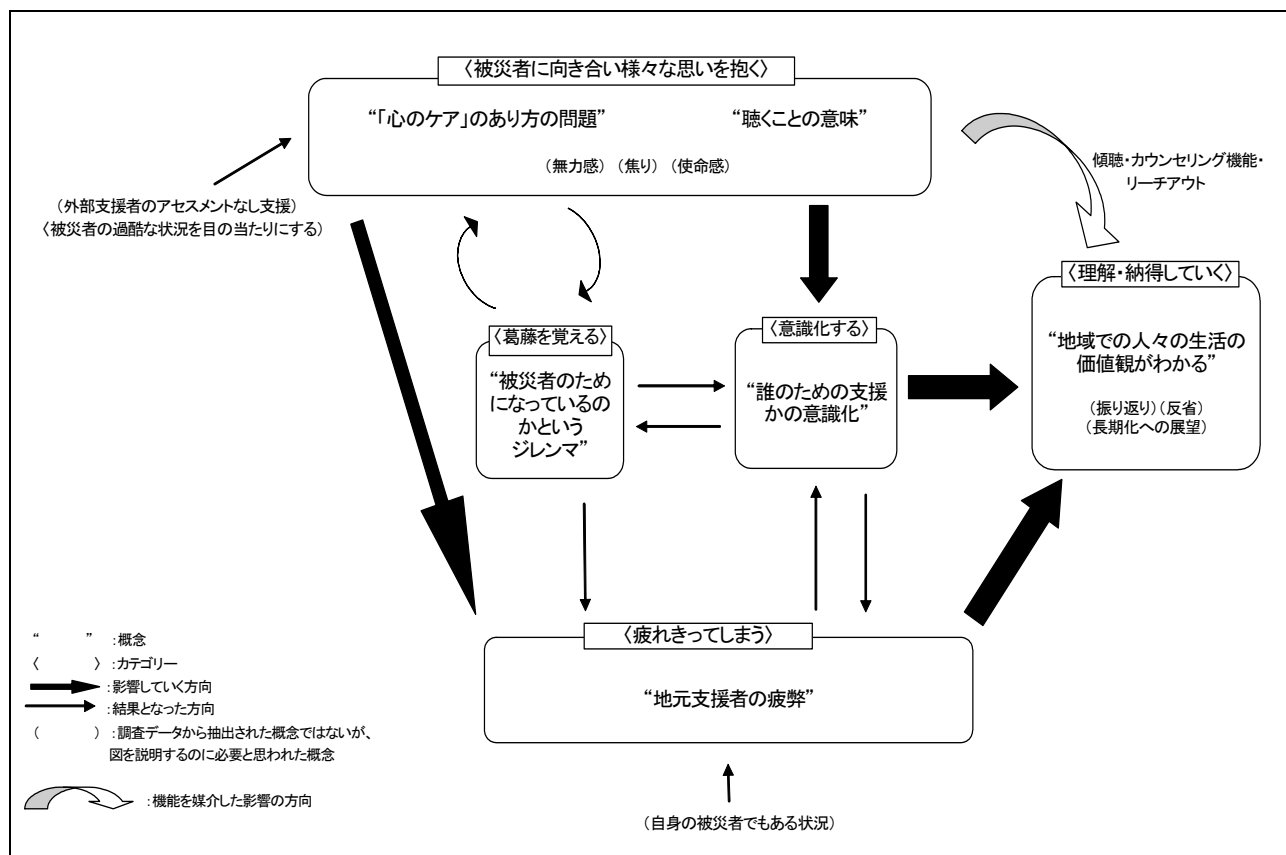 〈被災者に向き合い様々な思いを抱く〉
“「心のケア」のあり方の問題” “聴くことの意味”
（無力感）（焦り）（使命感）
（外部支援者のアセスメントなし支援）
〈被災者の過酷な状況を目の当たりにする）
傾聴・カウンセリング機能・
リーチアウト
〈葛藤を覚える〉
“被災者のため
になっているの
かという
ジレンマ”
〈意識化する〉
“誰のための支援
かの意識化”
〈理解・納得していく〉
“地域での人々の生活の
価値観がわかる”
（振り返り）（反省）
（長期化への展望）
〈疲れきってしまう〉
“地元支援者の疲弊”
（自身の被災者でもある状況）
“ ” ：概念
〈 〉：カテゴリー
：影響していく方向
：結果となった方向
（ ）：調査データから抽出された概念ではないが、
図を説明するのに必要と思われた概念
：機能を媒介した影響の方向